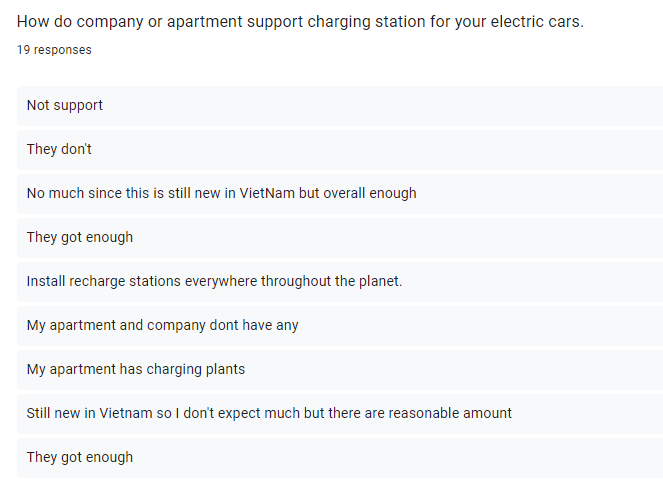 How do company or apartment support charging station for your electric cars.
19 responses
Not support
They don't
No much since this is still new in VietNam but overall enough
They got enough
Install recharge stations everywhere throughout the planet.
My apartment and company dont have any
My apartment has charging plants
Still new in Vietnam so I don't expect much but there are reasonable amount
They got enough